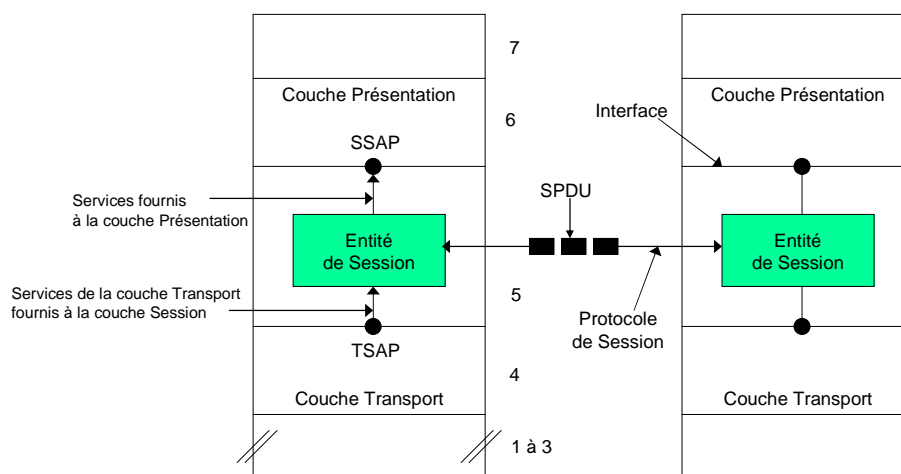 7
Couche Présentation
Couche Présentation
6
Interface
SSAP
SPDU
Services fournis
à la couche Présentation
Entité
de Session
Entité
de Session
Services de la couche Transport
fournis à la couche Session
5
Protocole
de Session
TSAP
4
Couche Transport
Couche Transport
1 à 3